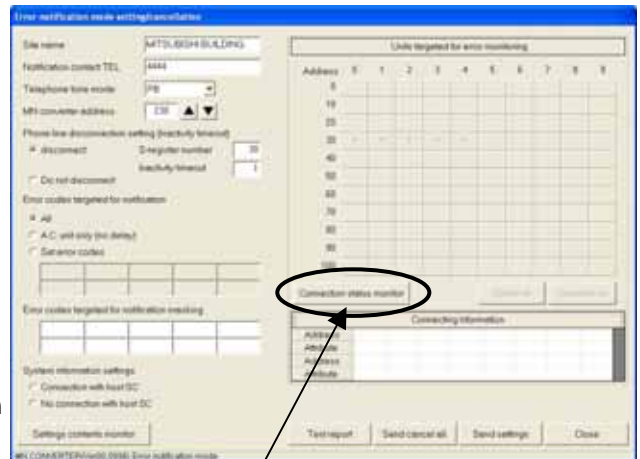 Error notification mode setting/cancellation
Site name MITSUBISHI BUILDING
Notification contact TEL 4444
Telephone tone mode PB
MN converter address
Phone line disconnection setting (Inactivity timeout)
disconnect S-register number 30
Inactivity timeout
Do not disconnect
Error codes targeted for notification
All
A.C. unit only (no delay)
Set error codes
Error codes targeted for notification masking
System information settings
Connection with host SC
No connection with host SC
Settings contents monitor
Units targeted for error monitoring
Address 0 1 2 3 4 5 6 7 8 9
0
10
20
30
40
50
60
70
80
90
100
Connection status monitor
Connecting information
Address
Attribute
Address
Attribute
Test report Send cancel all Send settings Close
Error notification mode